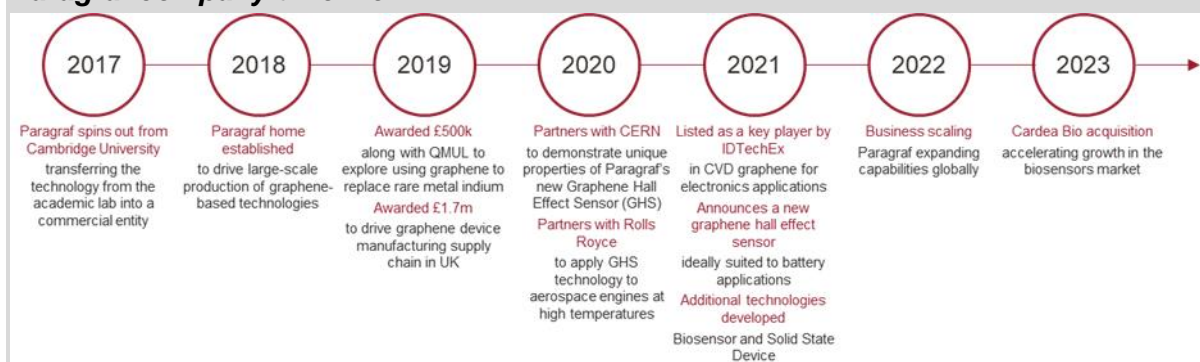 2017
2018
2019
2020
2021
2022
2023
Paragraf spins out from
Cambridge University
transferring the
technology from the
academic lab into a
commercial entity
Paragraf home
established
to drive large-scale
production of graphene-
based technologies
Awarded £500k
along with QMUL to
explore using graphene to
replace rare metal indium
Awarded £1.7m
to drive graphene device
manufacturing supply
chain in UK
Partners with CERN
to demonstrate unique
properties of Paragraf's
new Graphene Hall
Effect Sensor (GHS)
Partners with Rolls
Royce
to apply GHS
technology to
aerospace engines at
high temperatures
Listed as a key player by
IDTechEx
in CVD graphene for
electronics applications
Announces a new
graphene hall effect
sensor
ideally suited to battery
applications
Additional technologies
developed
Biosensor and Solid State
Device
Business scaling
Paragraf expanding
capabilities globally
Cardea Bio acquisition
accelerating growth in the
biosensors market